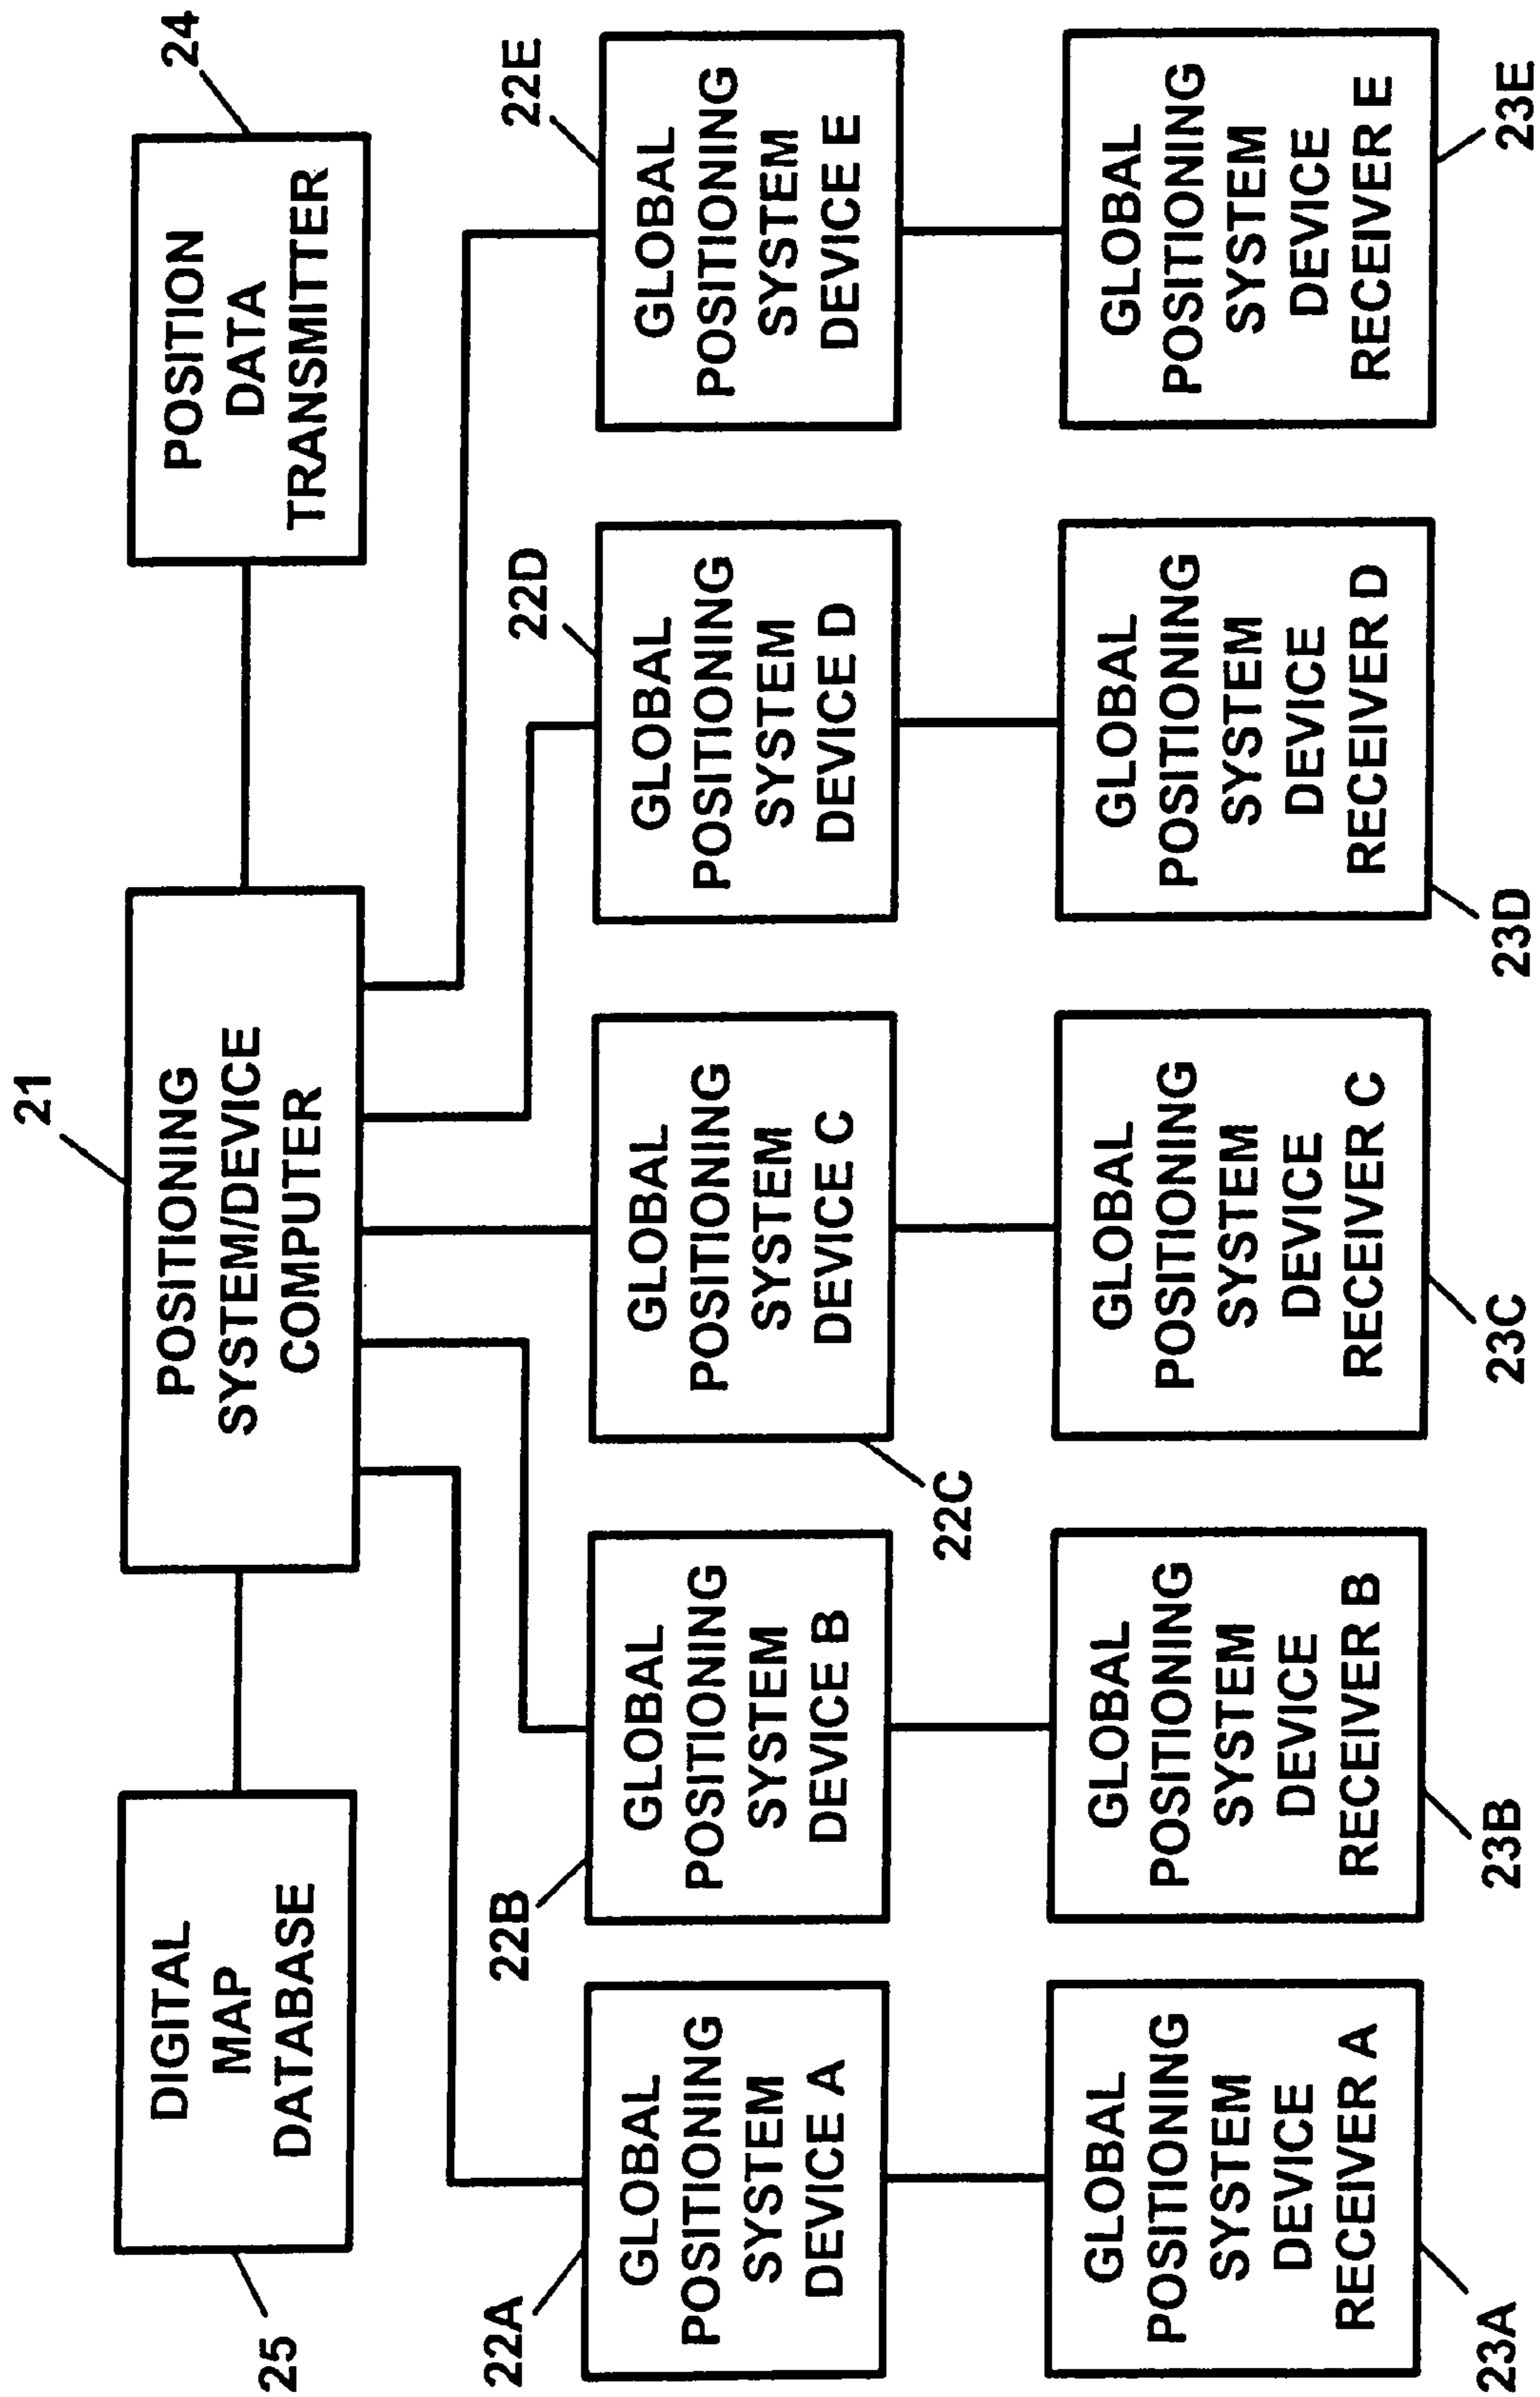 21
24
25
DIGITAL
MAP
DATABASE
POSITIONING
SYSTEM/DEVICE
COMPUTER
POSITION
DATA
TRANSMITTER
22A
22B
22C
22D
22E
GLOBAL
POSITIONING
SYSTEM
DEVICE A
GLOBAL
POSITIONING
SYSTEM
DEVICE B
GLOBAL
POSITIONING
SYSTEM
DEVICE C
GLOBAL
POSITIONING
SYSTEM
DEVICE D
GLOBAL
POSITIONING
SYSTEM
DEVICE E
GLOBAL
POSITIONING
SYSTEM
DEVICE
RECEIVER A
GLOBAL
POSITIONING
SYSTEM
DEVICE
RECEIVER B
GLOBAL
POSITIONING
SYSTEM
DEVICE
RECEIVER C
GLOBAL
POSITIONING
SYSTEM
DEVICE
RECEIVER D
GLOBAL
POSITIONING
SYSTEM
DEVICE
RECEIVER E
23A
23B
23C
23D
23E